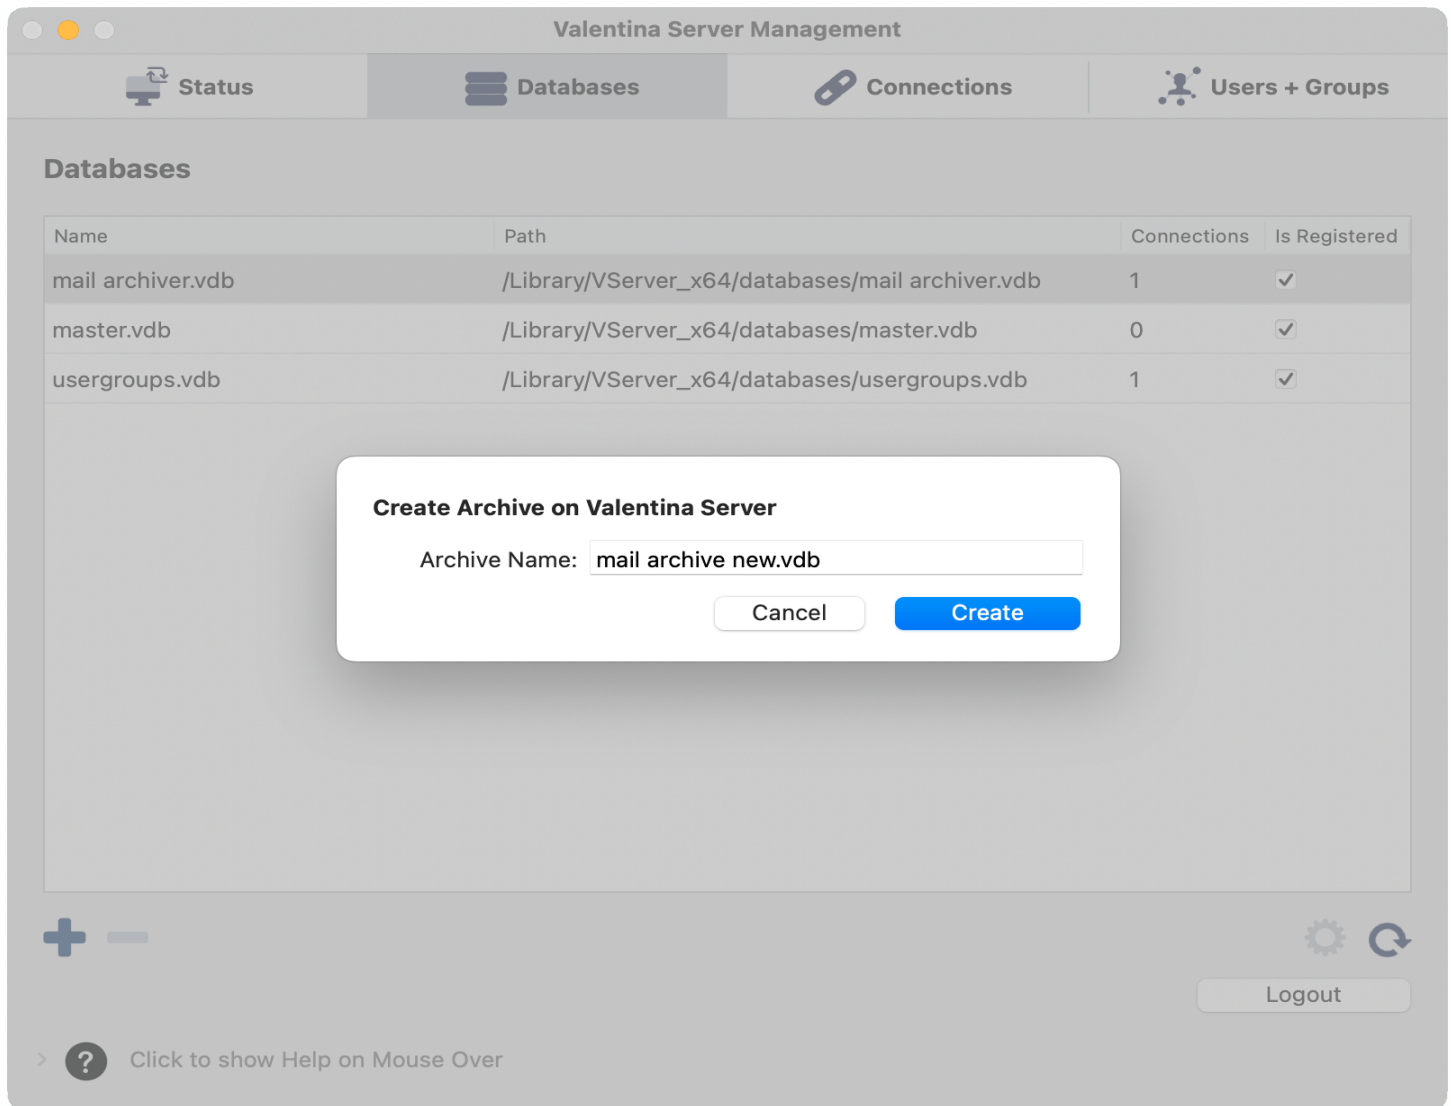 Valentina Server Management
Status Databases Connections Users + Groups
Databases
Name Path Connections Is Registered
mail archiver.vdb /Library/VServer_x64/databases/mail archiver.vdb 1
master.vdb /Library/VServer_x64/databases/master.vdb 0
usergroups.vdb /Library/VServer_x64/databases/usergroups.vdb 1
Create Archive on Valentina Server
Archive Name: mail archive new.vdb
Cancel Create
Logout
? Click to show Help on Mouse Over